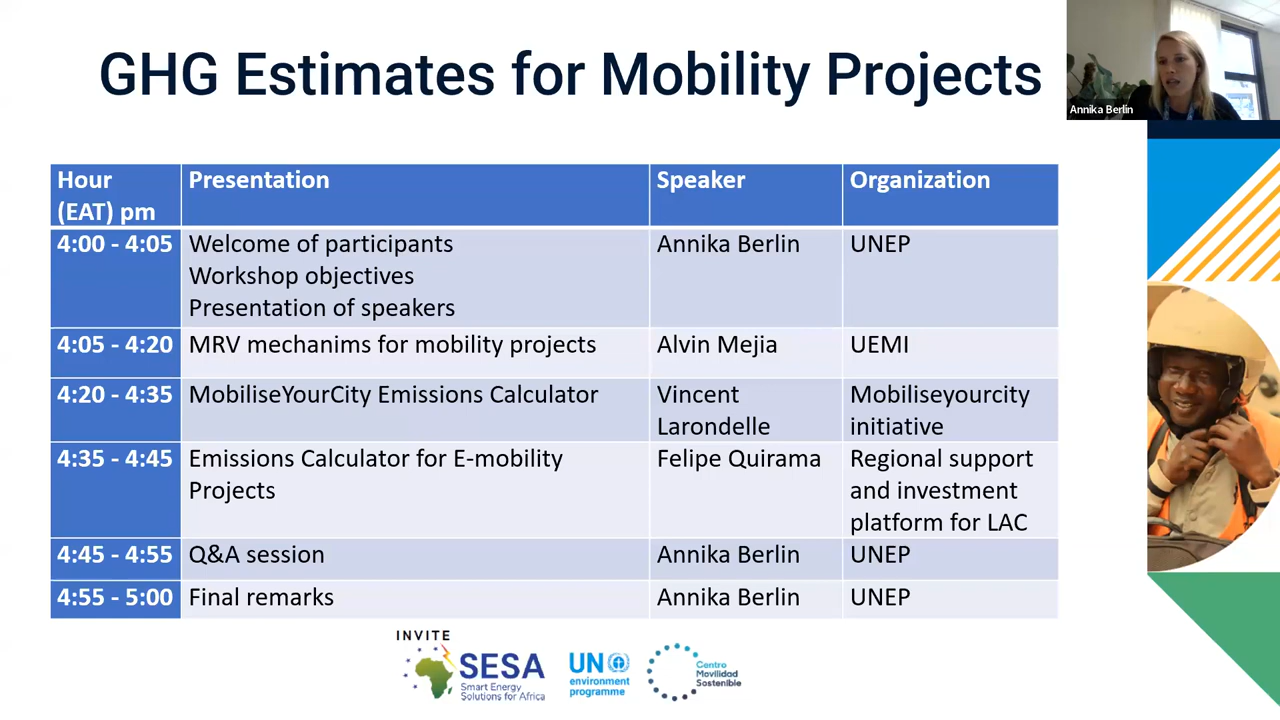 GHG Estimates for Mobility Projects
Annika Berlin
Hour
(EAT) pm
Presentation
Speaker
Organization
4:00 - 4:05
Welcome of participants
Workshop objectives
Presentation of speakers
Annika Berlin
UNEP
4:05 - 4:20
MRV mechanims for mobility projects
Alvin Mejia
UEMI
4:20 - 4:35
MobiliseYourCity Emissions Calculator
Vincent
Larondelle
Mobiliseyourcity
initiative
4:35 - 4:45
Emissions Calculator for E-mobility
Projects
Felipe Quirama
Regional support
and investment
platform for LAC
4:45 - 4:55
Q&A session
Annika Berlin
UNEP
4:55 - 5:00
Final remarks
Annika Berlin
UNEP
INVITE
SESA
Smart Energy
Solutions for Africa
UN
environment
programme
Centro
Movilidad
Sostenible